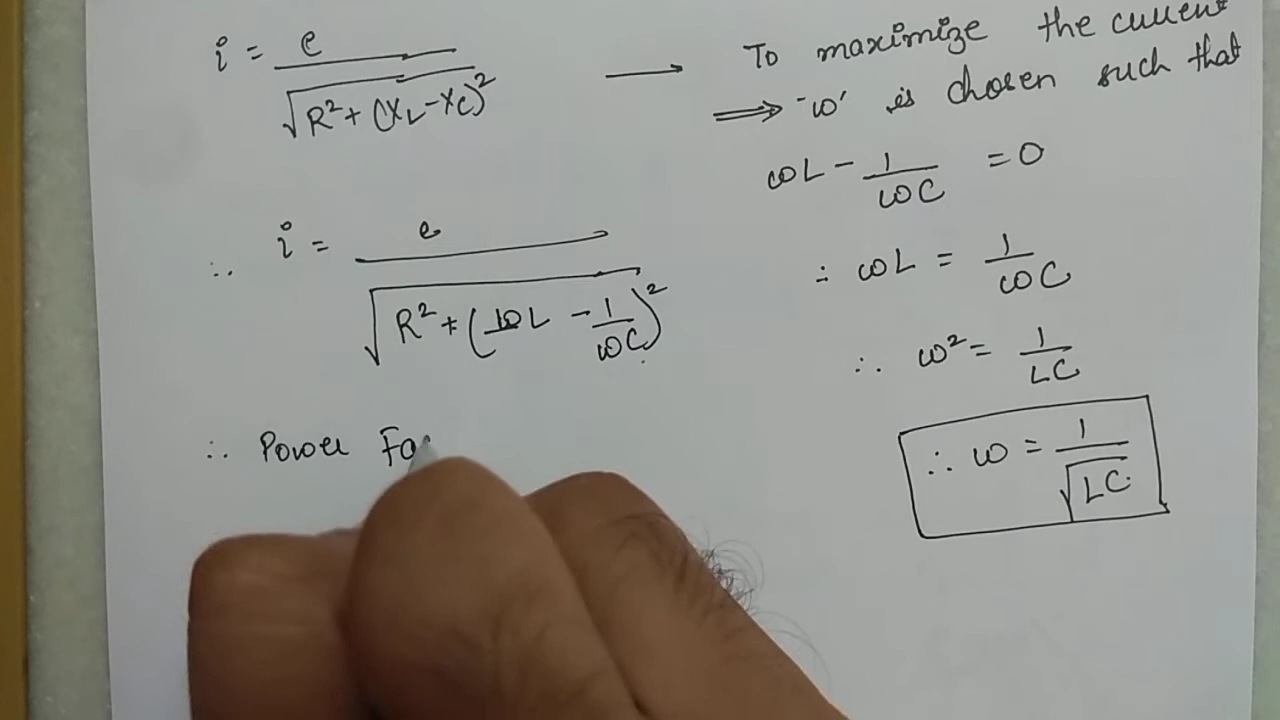 i = e / √R² + (XL - XC)²
∴ i = e / √R² + (ωL - 1/ωC)²
∴ Power Fa
→ To maximize the current
⟹ 'ω' is chosen such that
ωL - 1/ωC = 0
∴ ωL = 1/ωC
∴ ω² = 1/LC
∴ ω = 1/√LC